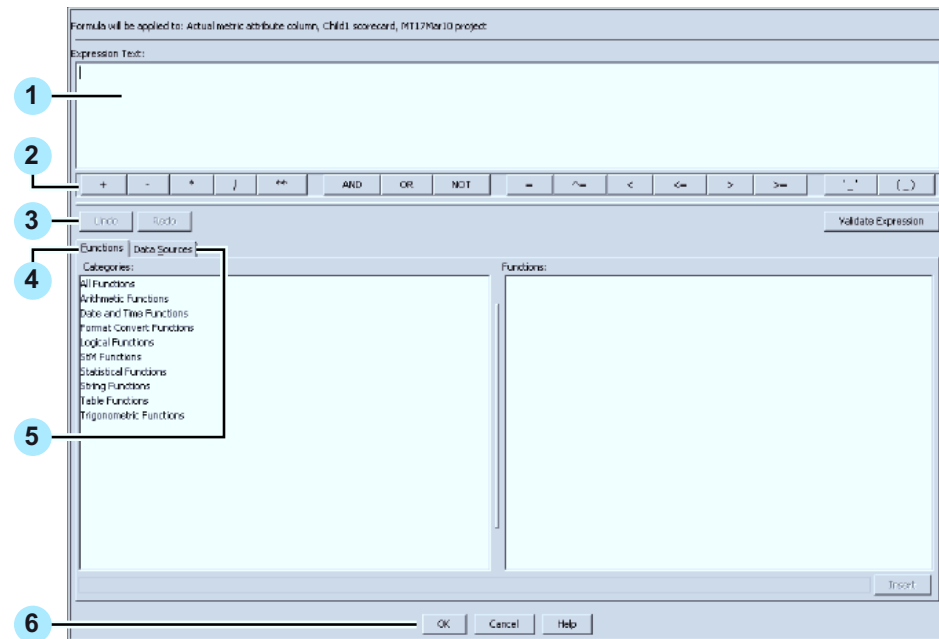 Formula will be applied to: Actual metric attribute column, Child1 scorecard, MT17Mar10 project
Expression Text:
1
2
+ - * / ** AND OR NOT = ^= < <= > >= '_' (_)
3
Undo Redo Validate Expression
4
Functions Data Sources
Categories: Functions:
All Functions
Arithmetic Functions
Date and Time Functions
Format Convert Functions
Logical Functions
StM Functions
Statistical Functions
String Functions
Table Functions
Trigonometric Functions
5
Insert
6
OK Cancel Help